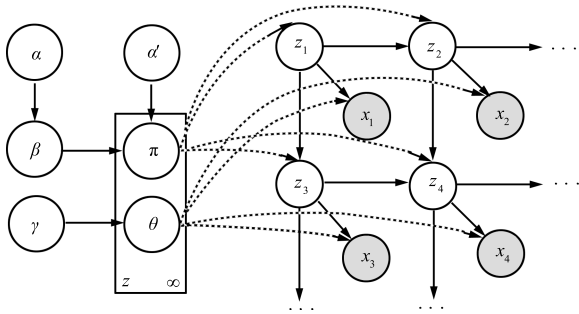 α α′ z₁ z₂ . . .
x₁ x₂
β π
z₃ z₄ . . .
γ θ
x₃ x₄
z ∞
. . . . . .